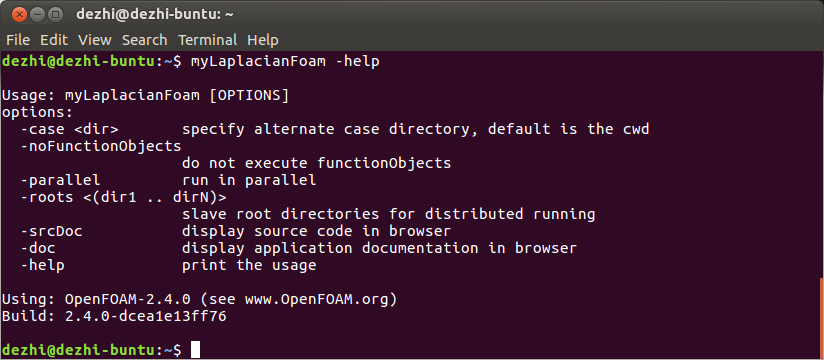 dezhi@dezhi-buntu: ~
File Edit View Search Terminal Help
dezhi@dezhi-buntu:~$ myLaplacianFoam -help
Usage: myLaplacianFoam [OPTIONS]
options:
-case <dir> specify alternate case directory, default is the cwd
-noFunctionObjects
do not execute functionObjects
-parallel run in parallel
-roots <(dir1 .. dirN)>
slave root directories for distributed running
-srcDoc display source code in browser
-doc display application documentation in browser
-help print the usage
Using: OpenFOAM-2.4.0 (see www.OpenFOAM.org)
Build: 2.4.0-dcea1e13ff76
dezhi@dezhi-buntu:~$